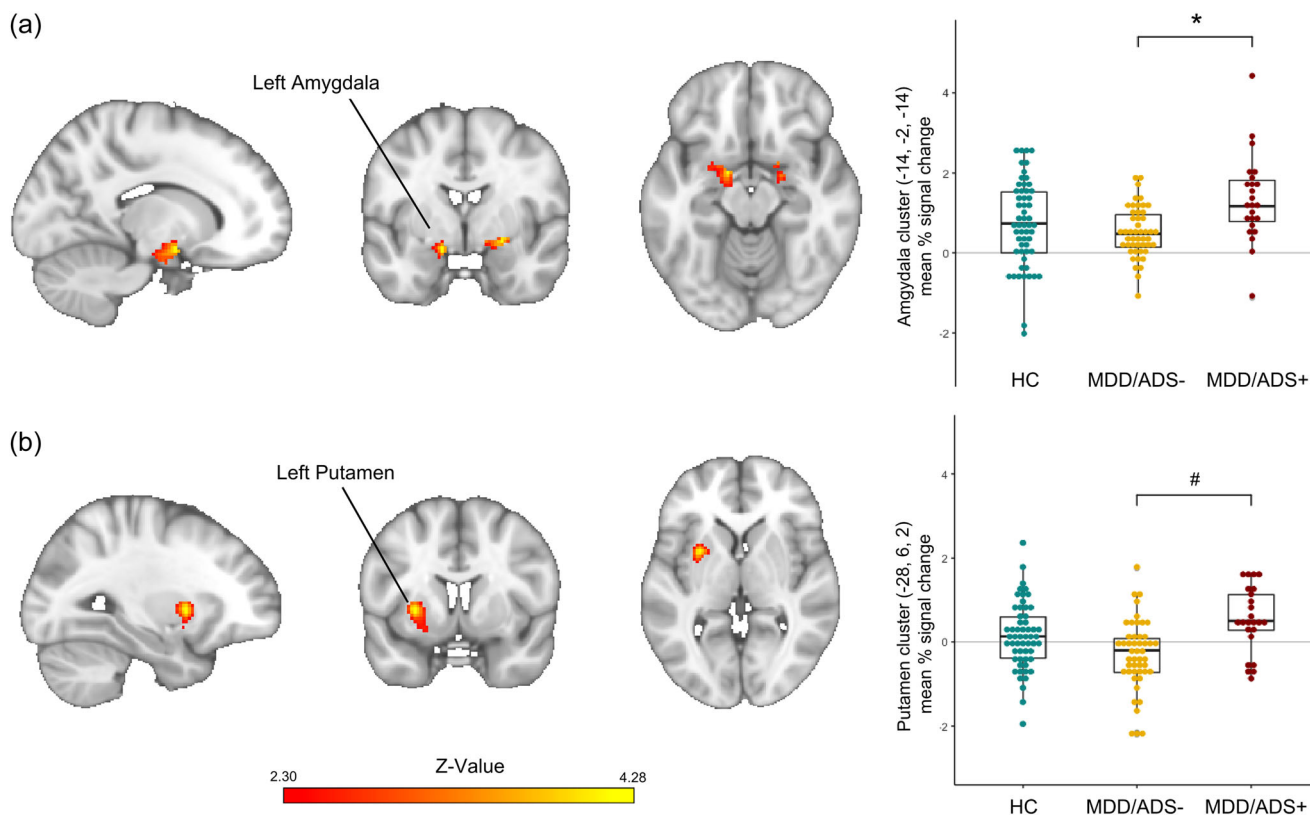 (a)
Left Amygdala
Amgydala cluster (-14, -2, -14)
mean % signal change
4
2
0
-2
*
HC
MDD/ADS-
MDD/ADS+
(b)
Left Putamen
Putamen cluster (-28, 6, 2)
mean % signal change
4
2
0
-2
#
HC
MDD/ADS-
MDD/ADS+
Z-Value
2.30
4.28